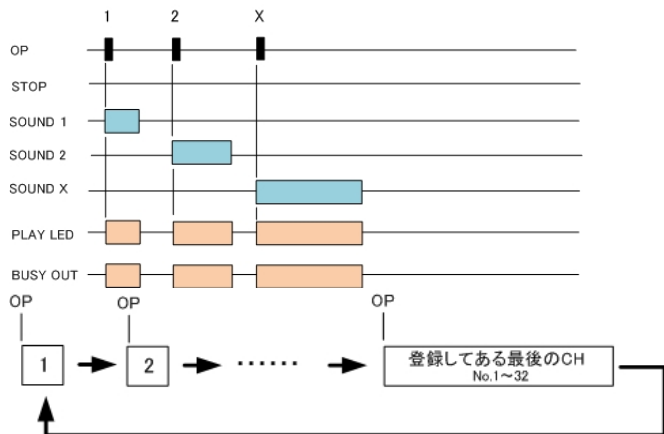 1 2 X
OP
STOP
SOUND 1
SOUND 2
SOUND X
PLAY LED
BUSY OUT
OP OP OP
1 2 ・・・・・・ 登録してある最後のCH
No.1～32